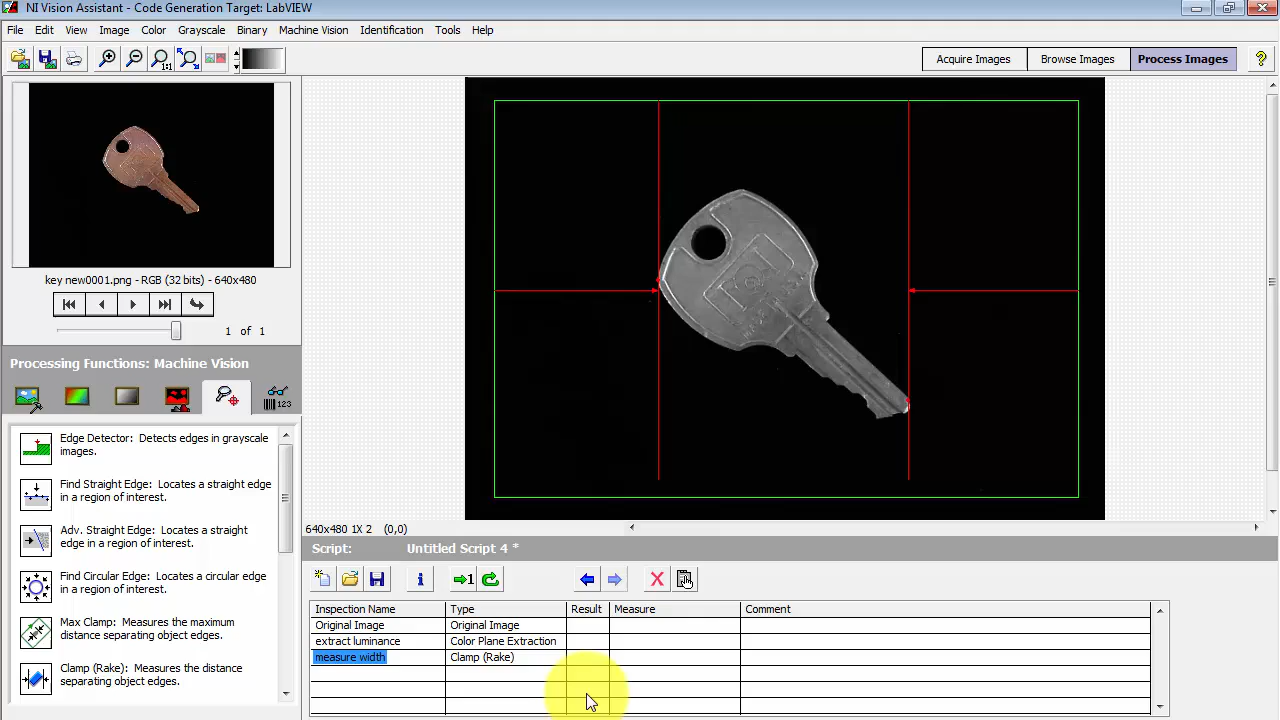 NI Vision Assistant - Code Generation Target: LabVIEW
File Edit View Image Color Grayscale Binary Machine Vision Identification Tools Help
1:1
Acquire Images Browse Images Process Images ?
key new0001.png - RGB (32 bits) - 640x480
1 of 1
Processing Functions: Machine Vision
123
Edge Detector: Detects edges in grayscale
images.
Find Straight Edge: Locates a straight edge
in a region of interest.
Adv. Straight Edge: Locates a straight
edge in a region of interest.
Find Circular Edge: Locates a circular edge
in a region of interest.
Max Clamp: Measures the maximum
distance separating object edges.
Clamp (Rake): Measures the distance
separating object edges.
640x480 1X 2 (0,0)
Script: Untitled Script 4 *
Inspection Name Type Result Measure Comment
Original Image Original Image
extract luminance Color Plane Extraction
measure width Clamp (Rake)